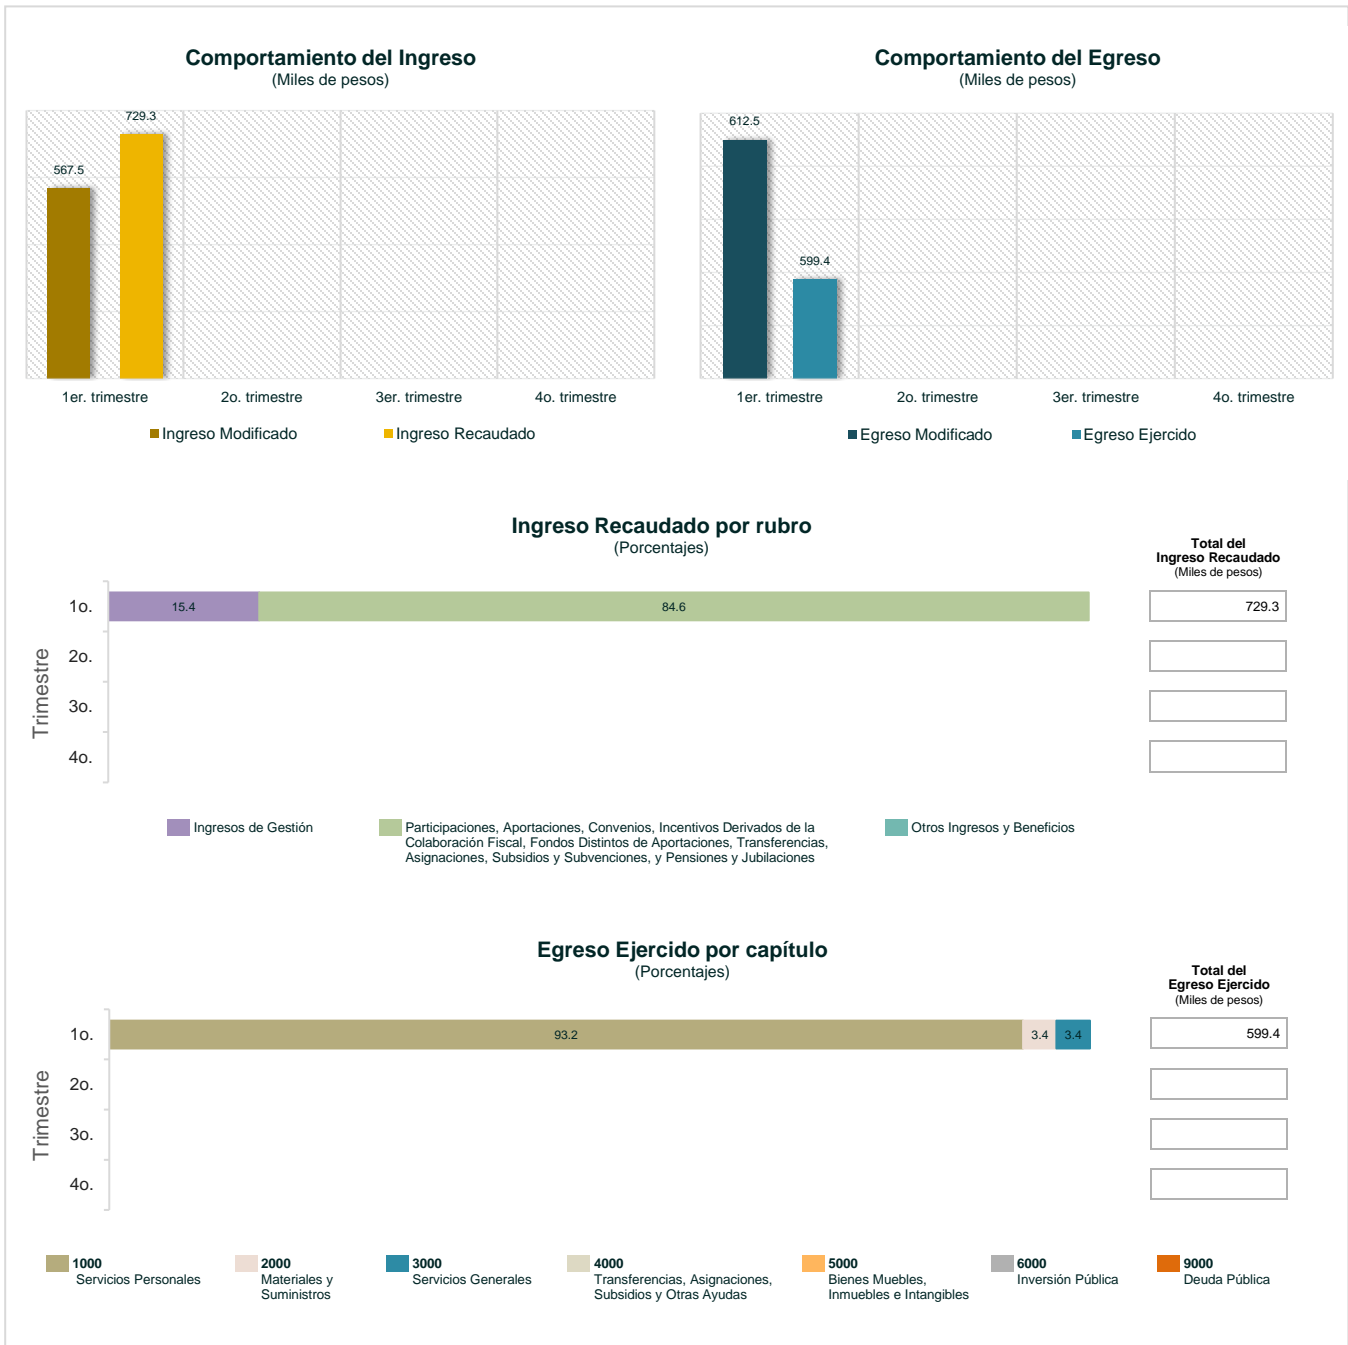 Comportamiento del Ingreso
(Miles de pesos)
729.3
567.5
1er. trimestre 2o. trimestre 3er. trimestre 4o. trimestre
Ingreso Modificado Ingreso Recaudado
Comportamiento del Egreso
(Miles de pesos)
612.5
599.4
1er. trimestre 2o. trimestre 3er. trimestre 4o. trimestre
Egreso Modificado Egreso Ejercido
Ingreso Recaudado por rubro
(Porcentajes)
Total del
Ingreso Recaudado
(Miles de pesos)
Trimestre
1o. 15.4 84.6 729.3
2o.
3o.
4o.
Ingresos de Gestión
Participaciones, Aportaciones, Convenios, Incentivos Derivados de la
Colaboración Fiscal, Fondos Distintos de Aportaciones, Transferencias,
Asignaciones, Subsidios y Subvenciones, y Pensiones y Jubilaciones
Otros Ingresos y Beneficios
Egreso Ejercido por capítulo
(Porcentajes)
Total del
Egreso Ejercido
(Miles de pesos)
Trimestre
1o. 93.2 3.4 3.4 599.4
2o.
3o.
4o.
1000
Servicios Personales
2000
Materiales y
Suministros
3000
Servicios Generales
4000
Transferencias, Asignaciones,
Subsidios y Otras Ayudas
5000
Bienes Muebles,
Inmuebles e Intangibles
6000
Inversión Pública
9000
Deuda Pública